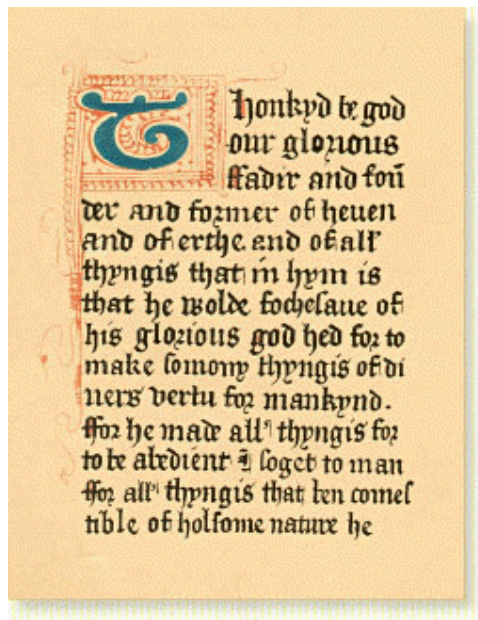 Thonkyd be god
our glorious
ffadir and foū
der and former of heuen
and of erthe and of all
thyngis that in hym is
that he wolde fochesaue of
his glorious god hed for to
make somony thyngis of di
uers vertu for mankynd.
ffor he made all thyngis for
to be abedient ⁊ soget to man
ffor all thyngis that ben comes
tible of holsome nature he